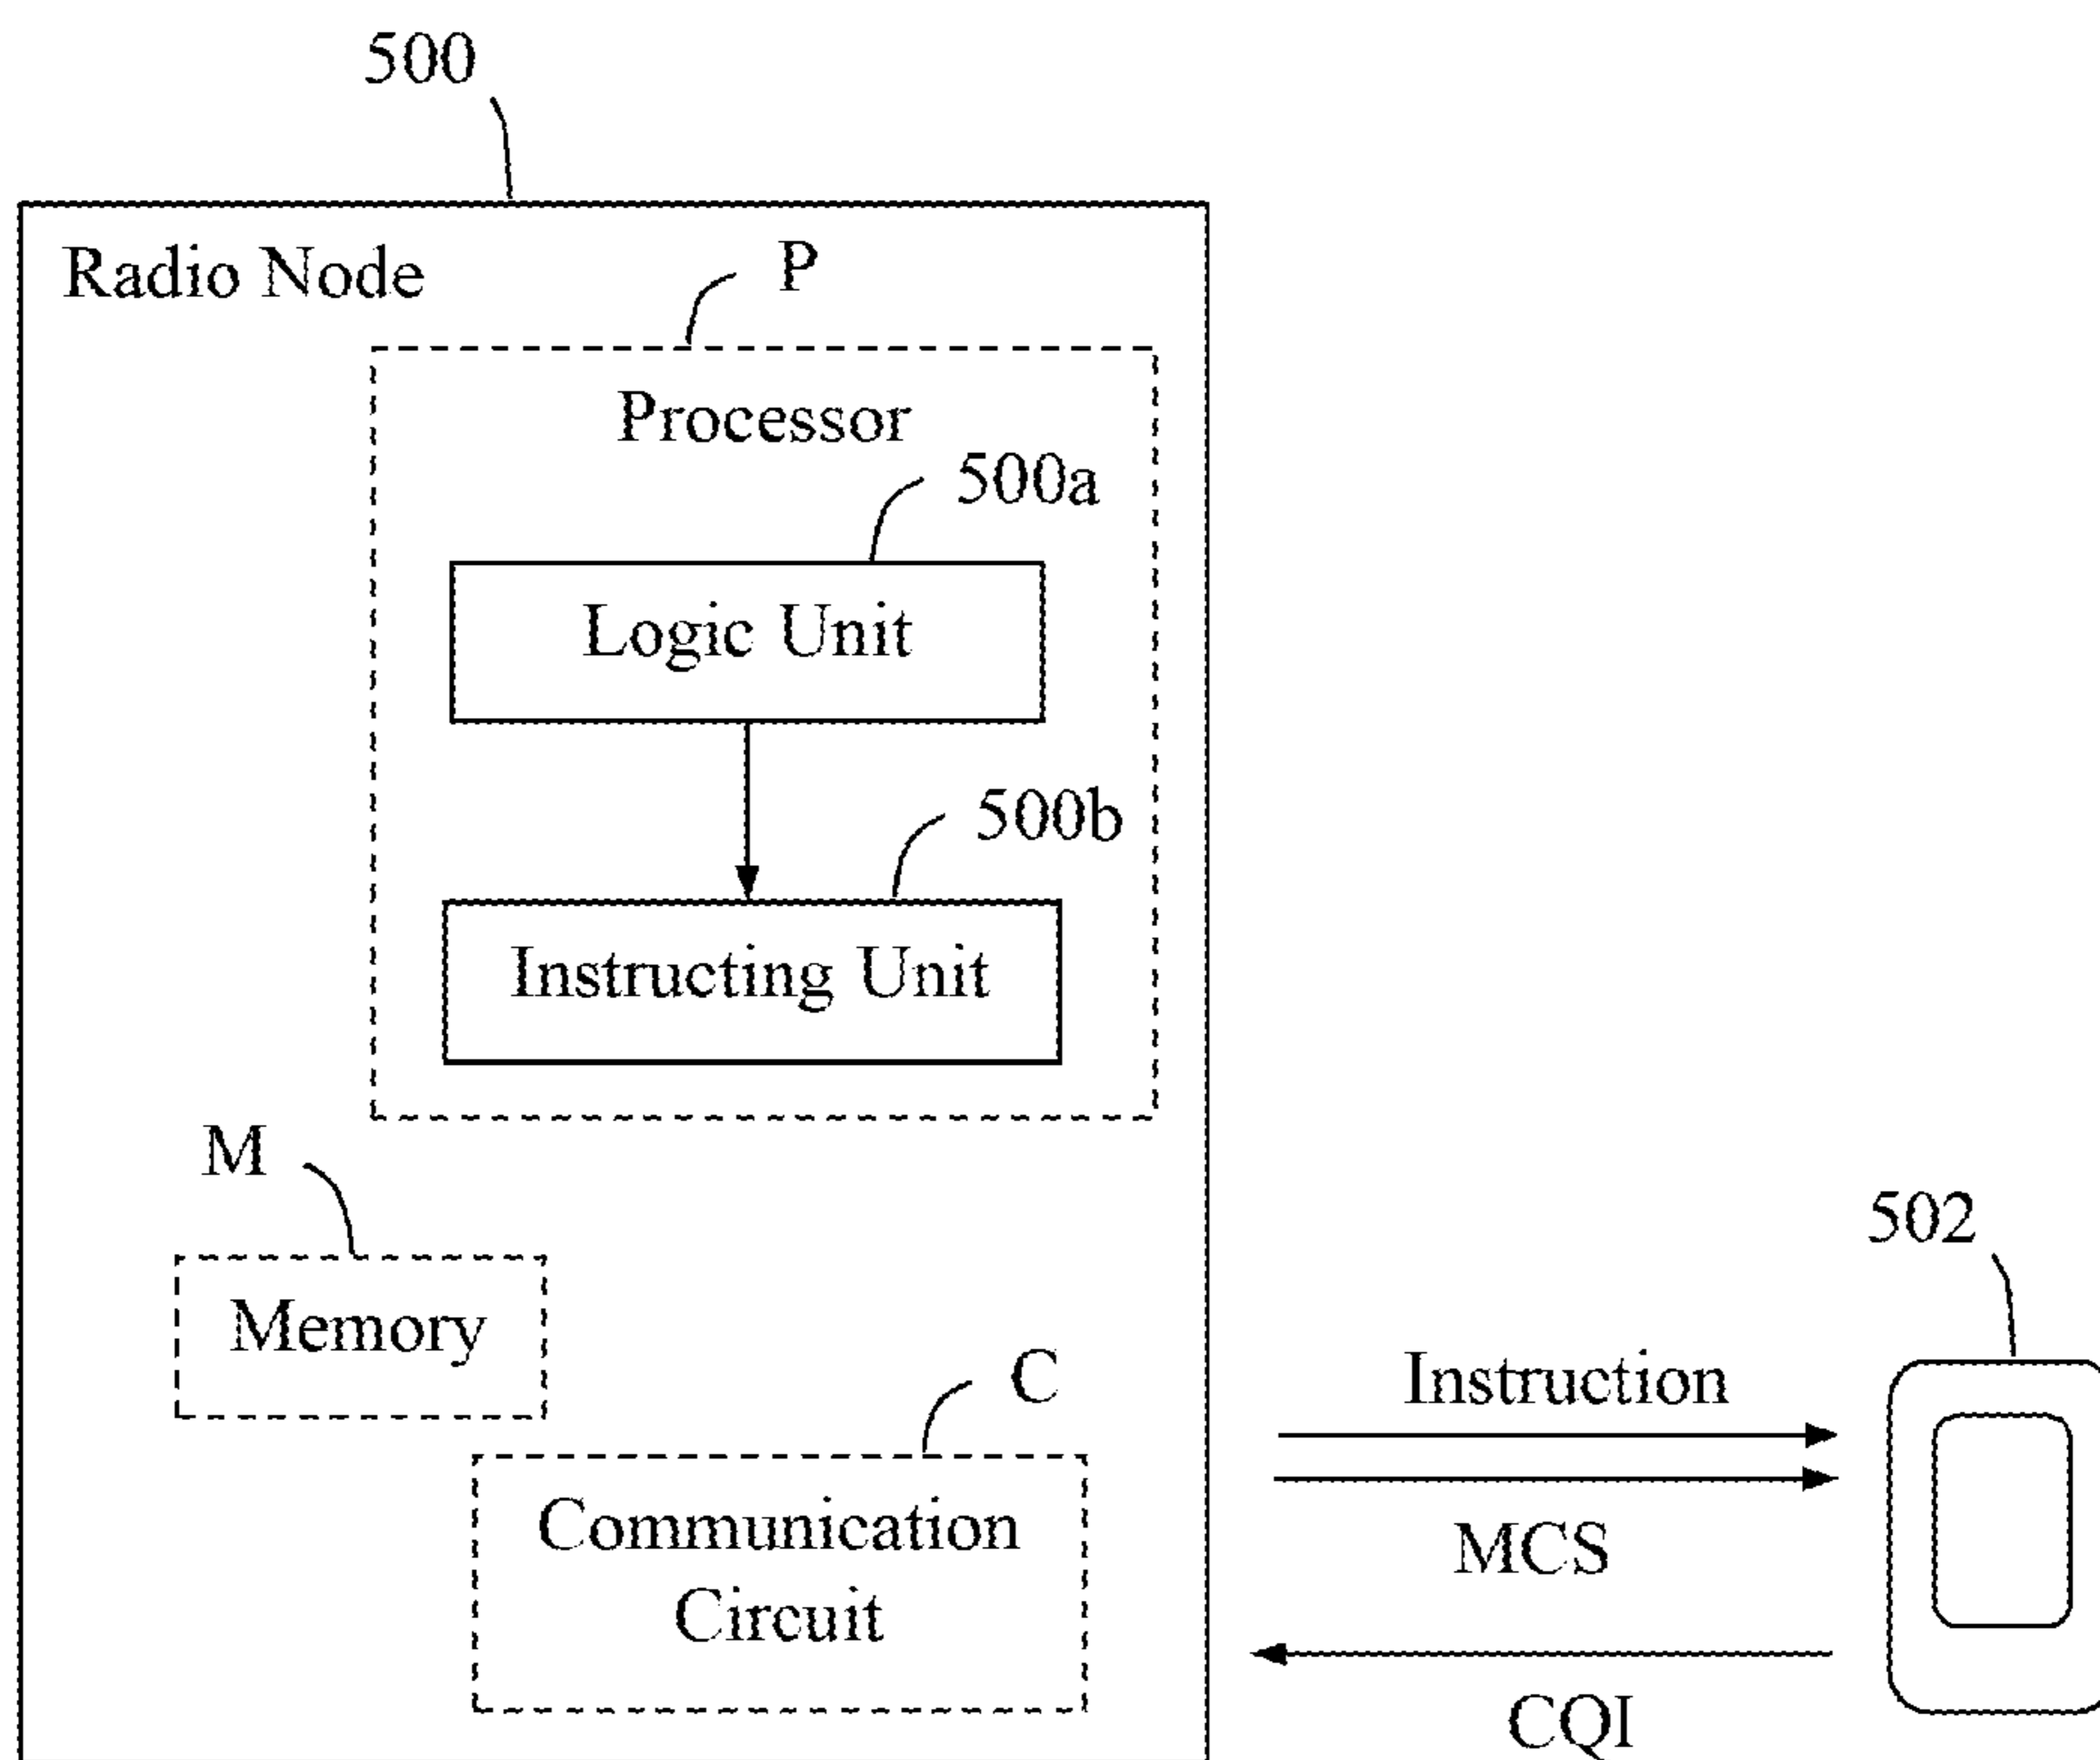 500
Radio Node
P
Processor
500a
Logic Unit
500b
Instructing Unit
M
Memory
C
Communication
Circuit
502
Instruction
MCS
CQI